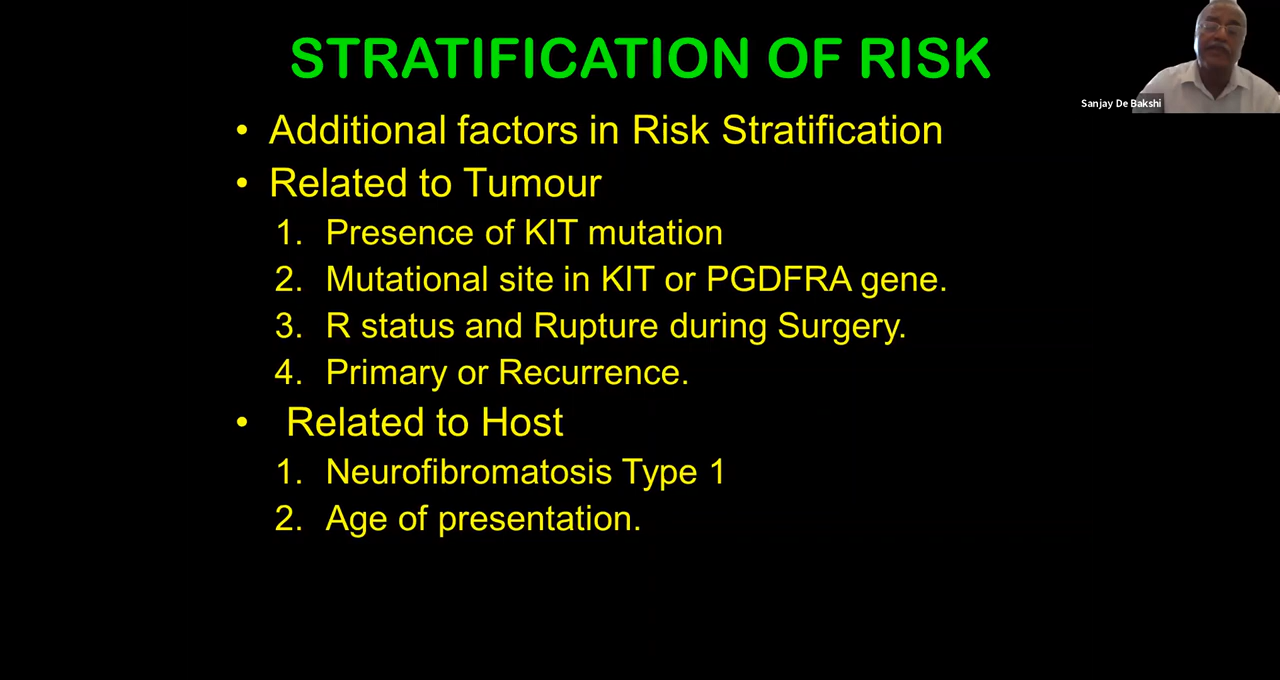 STRATIFICATION OF RISK
Sanjay De Bakshi
• Additional factors in Risk Stratification
• Related to Tumour
1. Presence of KIT mutation
2. Mutational site in KIT or PGDFRA gene.
3. R status and Rupture during Surgery.
4. Primary or Recurrence.
• Related to Host
1. Neurofibromatosis Type 1
2. Age of presentation.